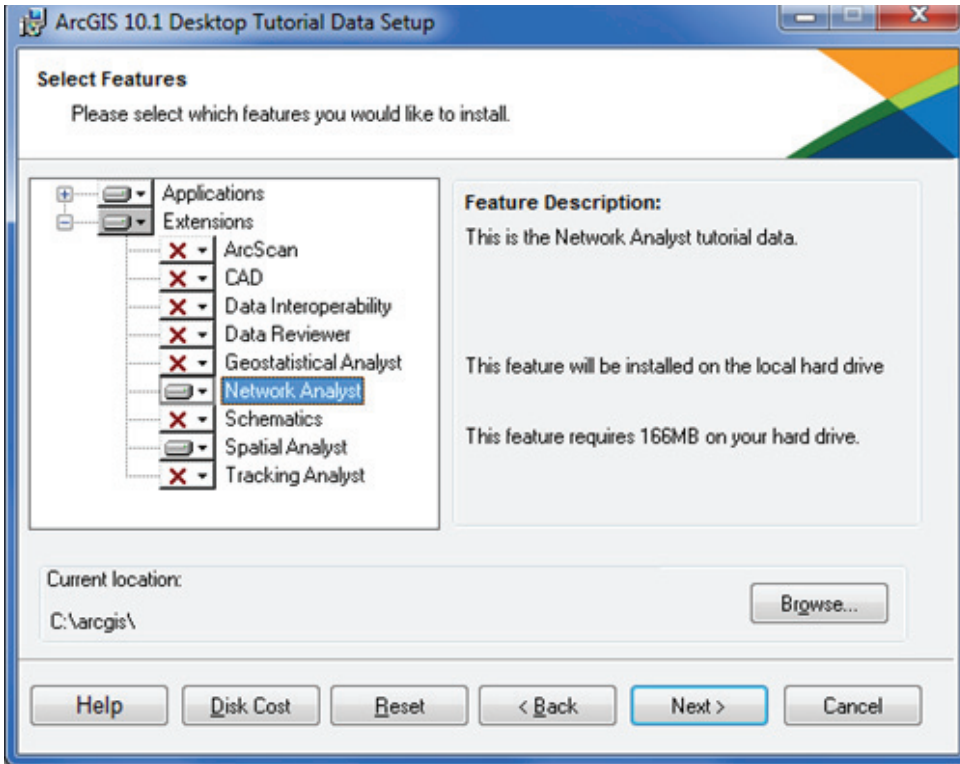 ArcGIS 10.1 Desktop Tutorial Data Setup
Select Features
Please select which features you would like to install.
Applications
Extensions
ArcScan
CAD
Data Interoperability
Data Reviewer
Geostatistical Analyst
Network Analyst
Schematics
Spatial Analyst
Tracking Analyst
Feature Description:
This is the Network Analyst tutorial data.
This feature will be installed on the local hard drive
This feature requires 166MB on your hard drive.
Current location:
C:\arcgis\
Browse...
Help
Disk Cost
Reset
< Back
Next >
Cancel